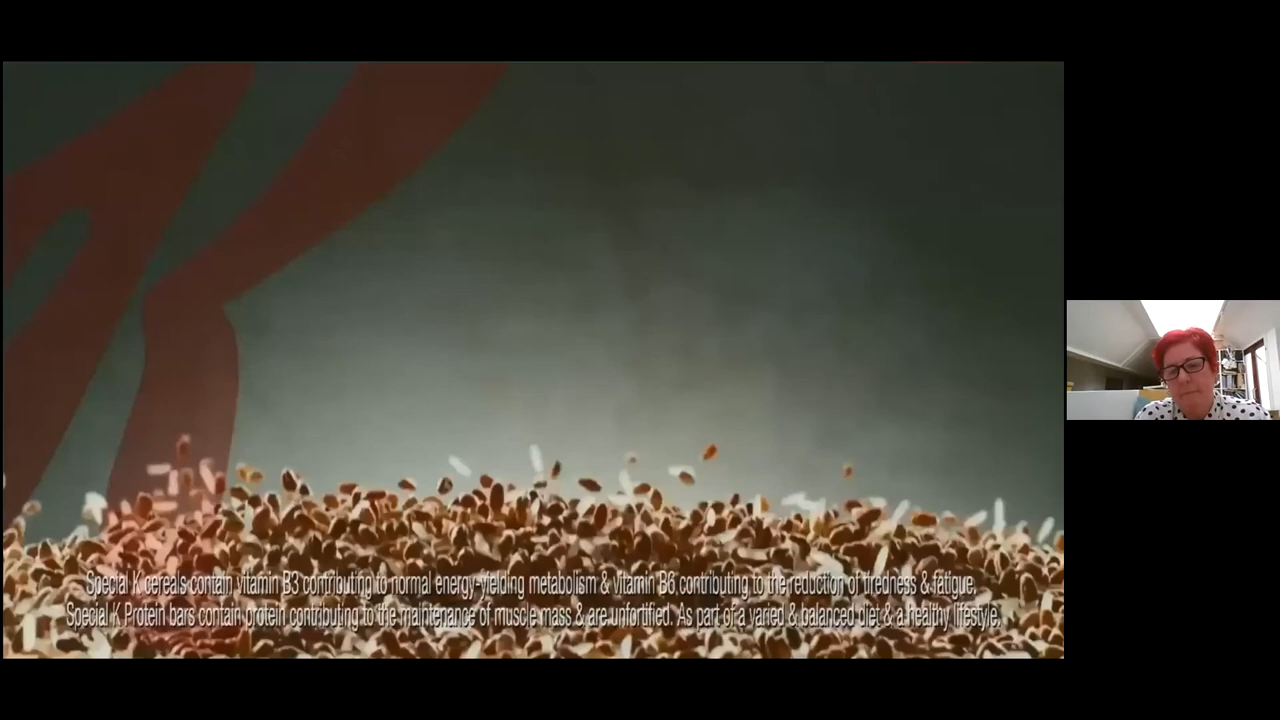 Special K cereals contain vitamin B3 contributing to normal energy-yielding metabolism & vitamin B6 contributing to the reduction of tiredness & fatigue.
Special K Protein bars contain protein contributing to the maintenance of muscle mass & are unfortified. As part of a varied & balanced diet & a healthy lifestyle.